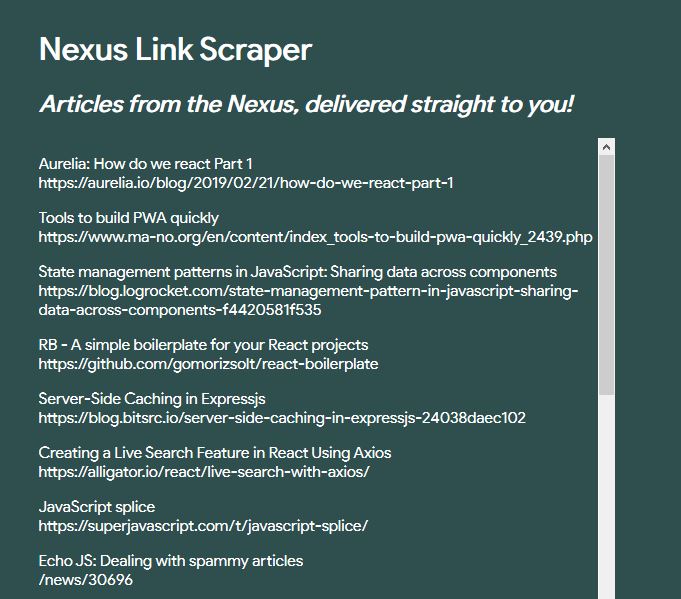 Nexus Link Scraper
Articles from the Nexus, delivered straight to you!
Aurelia: How do we react Part 1
https://aurelia.io/blog/2019/02/21/how-do-we-react-part-1
Tools to build PWA quickly
https://www.ma-no.org/en/content/index_tools-to-build-pwa-quickly_2439.php
State management patterns in JavaScript: Sharing data across components
https://blog.logrocket.com/state-management-pattern-in-javascript-sharing-
data-across-components-f4420581f535
RB - A simple boilerplate for your React projects
https://github.com/gomorizsolt/react-boilerplate
Server-Side Caching in Expressjs
https://blog.bitsrc.io/server-side-caching-in-expressjs-24038daec102
Creating a Live Search Feature in React Using Axios
https://alligator.io/react/live-search-with-axios/
JavaScript splice
https://superjavascript.com/t/javascript-splice/
Echo JS: Dealing with spammy articles
/news/30696